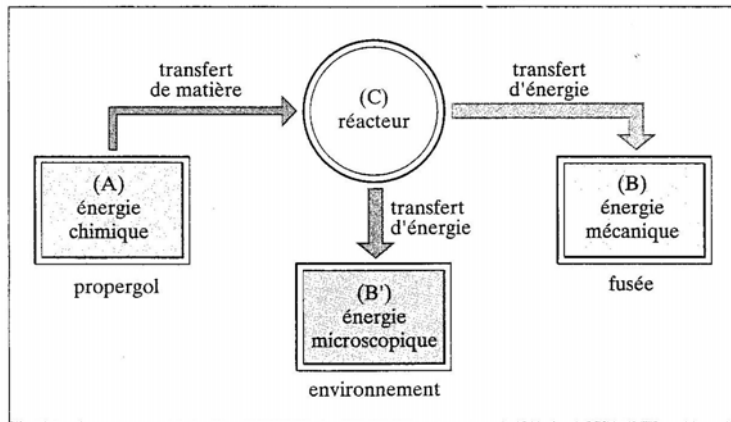 transfert
de matière
(C)
réacteur
transfert
d'énergie
(A)
énergie
chimique
propergol
transfert
d'énergie
(B)
énergie
mécanique
fusée
(B')
énergie
microscopique
environnement